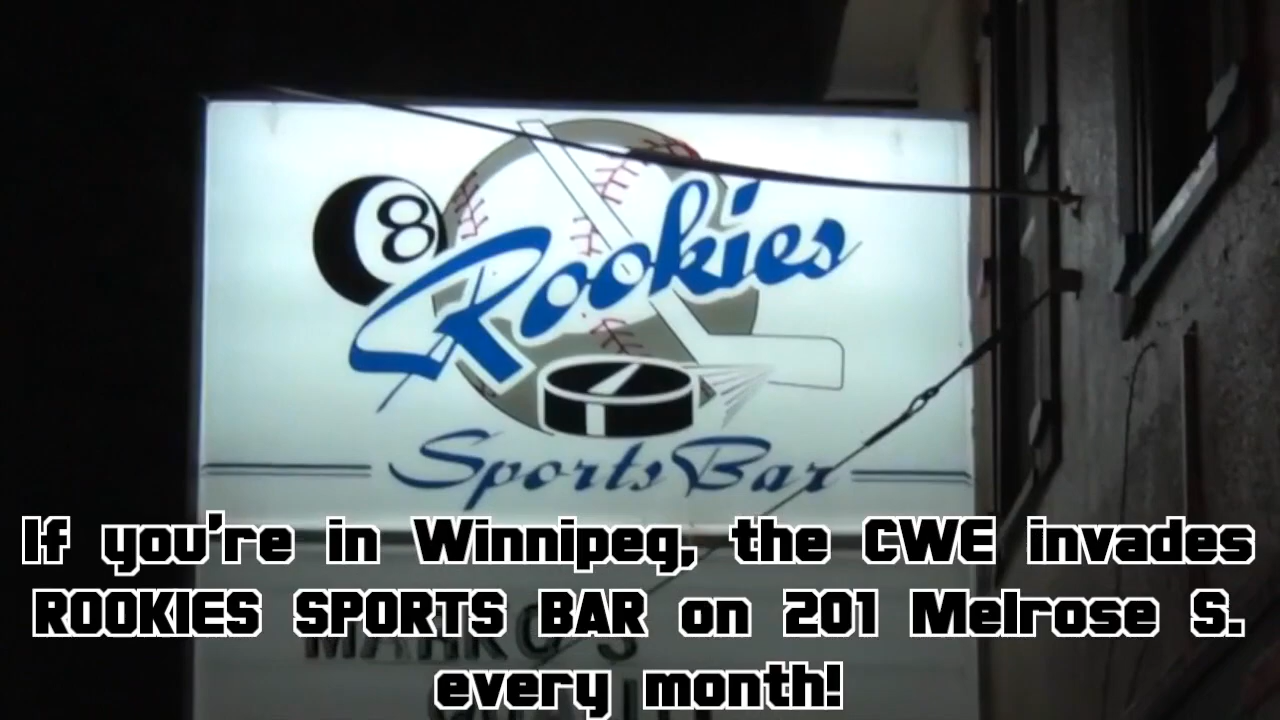 8
Rookies
Sports Bar
If you're in Winnipeg, the CWE invades
ROOKIES SPORTS BAR on 201 Melrose S.
every month!